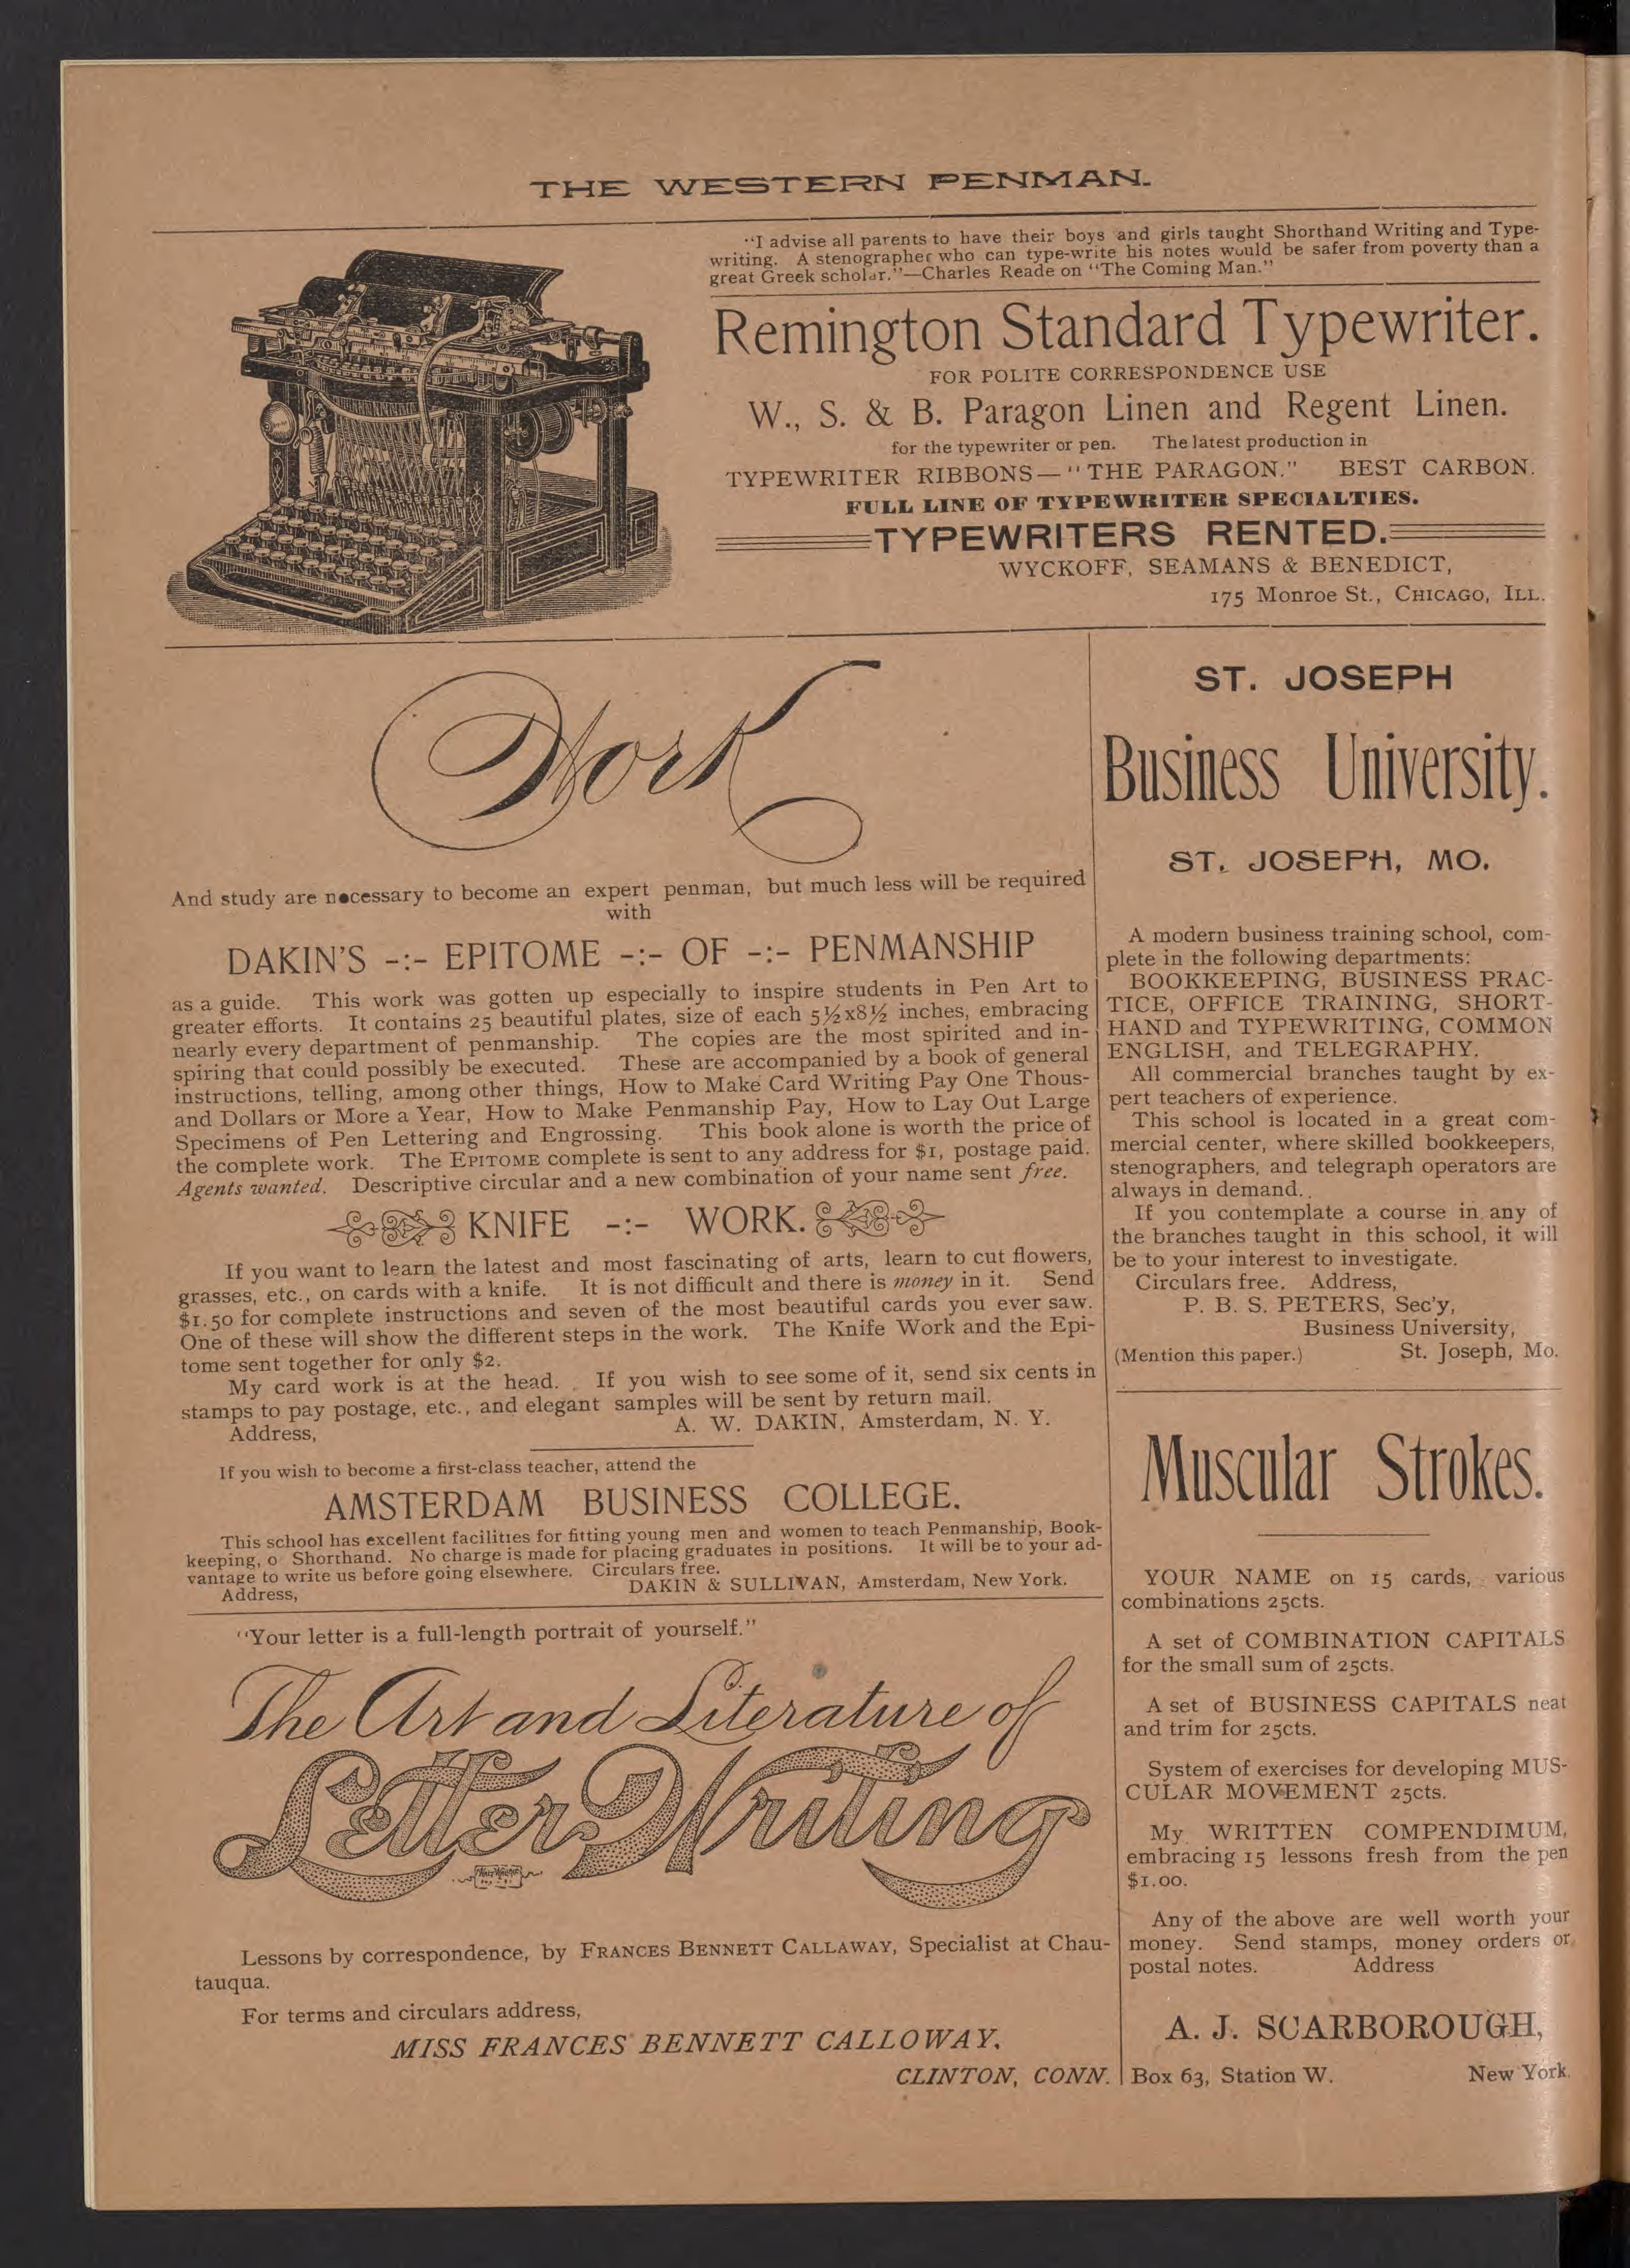 THE WESTERN PENMAN.
"I advise all parents to have their boys and girls taught Shorthand Writing and Type-
writing. A stenographer who can type-write his notes would be safer from poverty than a
great Greek scholar."—Charles Reade on "The Coming Man."
Remington Standard Typewriter.
FOR POLITE CORRESPONDENCE USE
W., S. & B. Paragon Linen and Regent Linen.
for the typewriter or pen. The latest production in
TYPEWRITER RIBBONS—"THE PARAGON." BEST CARBON.
FULL LINE OF TYPEWRITER SPECIALTIES.
TYPEWRITERS RENTED.
WYCKOFF, SEAMANS & BENEDICT,
175 Monroe St., CHICAGO, ILL.
Work
And study are necessary to become an expert penman, but much less will be required
with
DAKIN'S -:- EPITOME -:- OF -:- PENMANSHIP
as a guide. This work was gotten up especially to inspire students in Pen Art to
greater efforts. It contains 25 beautiful plates, size of each 5½x8½ inches, embracing
nearly every department of penmanship. The copies are the most spirited and in-
spiring that could possibly be executed. These are accompanied by a book of general
instructions, telling, among other things, How to Make Card Writing Pay One Thous-
and Dollars or More a Year, How to Make Penmanship Pay, How to Lay Out Large
Specimens of Pen Lettering and Engrossing. This book alone is worth the price of
the complete work. The EPITOME complete is sent to any address for $1, postage paid.
Agents wanted. Descriptive circular and a new combination of your name sent free.
KNIFE -:- WORK.
If you want to learn the latest and most fascinating of arts, learn to cut flowers,
grasses, etc., on cards with a knife. It is not difficult and there is money in it. Send
$1.50 for complete instructions and seven of the most beautiful cards you ever saw.
One of these will show the different steps in the work. The Knife Work and the Epi-
tome sent together for only $2.
My card work is at the head. If you wish to see some of it, send six cents in
stamps to pay postage, etc., and elegant samples will be sent by return mail.
Address, A. W. DAKIN, Amsterdam, N. Y.
If you wish to become a first-class teacher, attend the
AMSTERDAM BUSINESS COLLEGE.
This school has excellent facilities for fitting young men and women to teach Penmanship, Book-
keeping, o Shorthand. No charge is made for placing graduates in positions. It will be to your ad-
vantage to write us before going elsewhere. Circulars free.
Address, DAKIN & SULLIVAN, Amsterdam, New York.
"Your letter is a full-length portrait of yourself."
The Art and Literature of
Letter Writing
Lessons by correspondence, by FRANCES BENNETT CALLAWAY, Specialist at Chau-
tauqua.
For terms and circulars address,
MISS FRANCES BENNETT CALLOWAY.
CLINTON, CONN.
ST. JOSEPH
Business University.
ST. JOSEPH, MO.
A modern business training school, com-
plete in the following departments:
BOOKKEEPING, BUSINESS PRAC-
TICE, OFFICE TRAINING, SHORT-
HAND and TYPEWRITING, COMMON
ENGLISH, and TELEGRAPHY.
All commercial branches taught by ex-
pert teachers of experience.
This school is located in a great com-
mercial center, where skilled bookkeepers,
stenographers, and telegraph operators are
always in demand.
If you contemplate a course in any of
the branches taught in this school, it will
be to your interest to investigate.
Circulars free. Address,
P. B. S. PETERS, Sec'y,
Business University,
(Mention this paper.) St. Joseph, Mo.
Muscular Strokes.
YOUR NAME on 15 cards, various
combinations 25cts.
A set of COMBINATION CAPITALS
for the small sum of 25cts.
A set of BUSINESS CAPITALS neat
and trim for 25cts.
System of exercises for developing MUS-
CULAR MOVEMENT 25cts.
My WRITTEN COMPENDIMUM,
embracing 15 lessons fresh from the pen
$1.00.
Any of the above are well worth your
money. Send stamps, money orders or
postal notes. Address
A. J. SCARBOROUGH,
Box 63, Station W. New York.